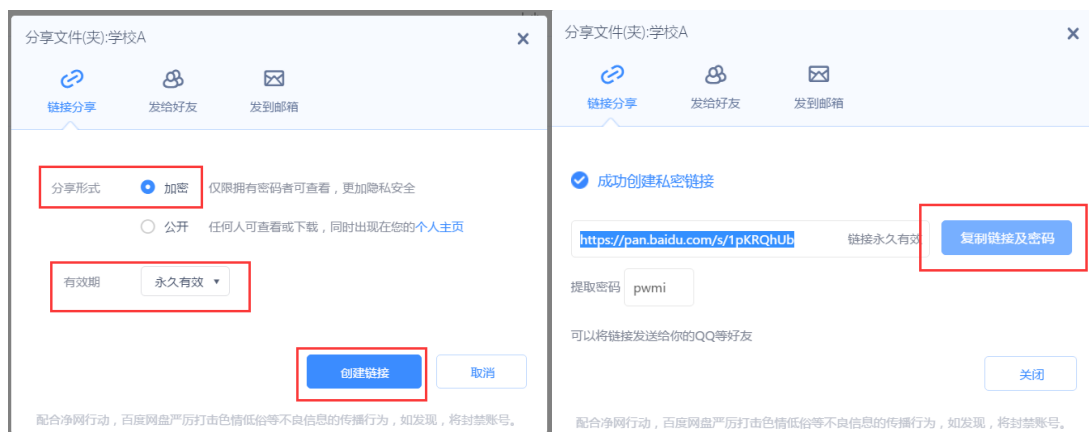 分享文件(夹):学校A
链接分享
发给好友
发到邮箱
分享形式
加密
仅限拥有密码者可查看，更加隐私安全
公开
任何人可查看或下载，同时出现在您的个人主页
有效期
永久有效
创建链接
取消
配合净网行动，百度网盘严厉打击色情低俗等不良信息的传播行为，如发现，将封禁账号。
分享文件(夹):学校A
链接分享
发给好友
发到邮箱
成功创建私密链接
https://pan.baidu.com/s/1pKRQhUb
链接永久有效
复制链接及密码
提取密码
pwmi
可以将链接发送给你的QQ等好友
关闭
配合净网行动，百度网盘严厉打击色情低俗等不良信息的传播行为，如发现，将封禁账号。